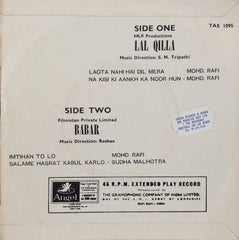 SIDE ONE
TAE 1095
HLK Productions
LAL QILLA
Music Direction: S. N. Tripathi
LAGTA NAHI HAI DIL MERA - MOHD. RAFI
NA KISI KI AANKH KA NOOR HUN - MOHD. RAFI
SIDE TWO
Filmistan Private Limited
BABAR
Music Direction: Roshan
IMTIHAN TO LO MOHD. RAFI
SALAME HASRAT KABUL KARLO - SUDHA MALHOTRA
Angel
45 R.P.M. EXTENDED PLAY RECORD
THE GRAMOPHONE COMPANY OF INDIA